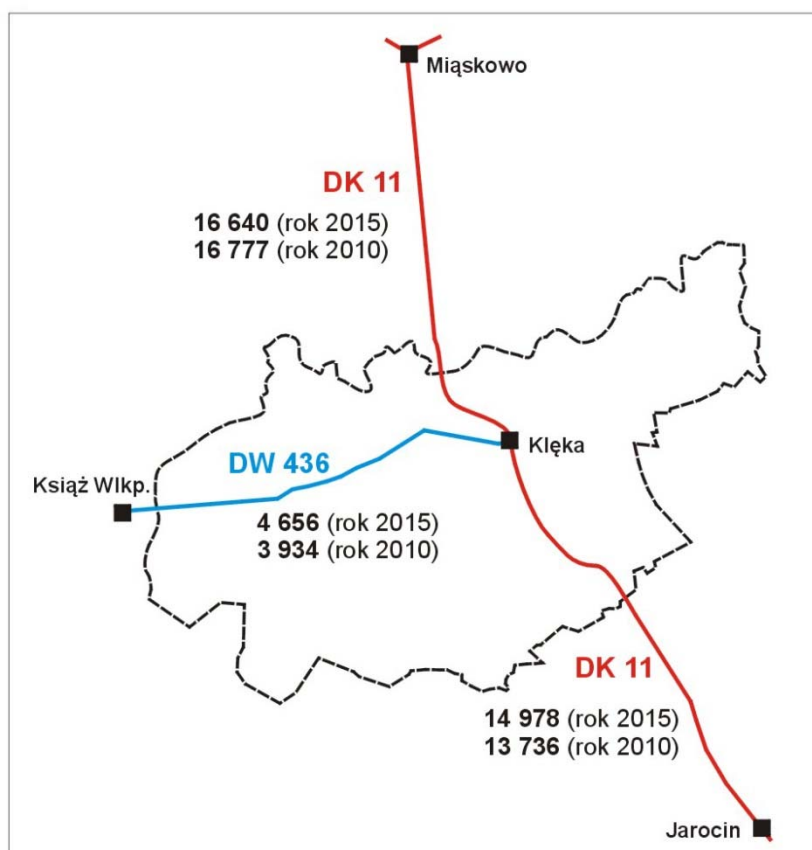 Miąskowo
DK 11
16 640 (rok 2015)
16 777 (rok 2010)
Klęka
DW 436
Książ Wlkp.
4 656 (rok 2015)
3 934 (rok 2010)
DK 11
14 978 (rok 2015)
13 736 (rok 2010)
Jarocin